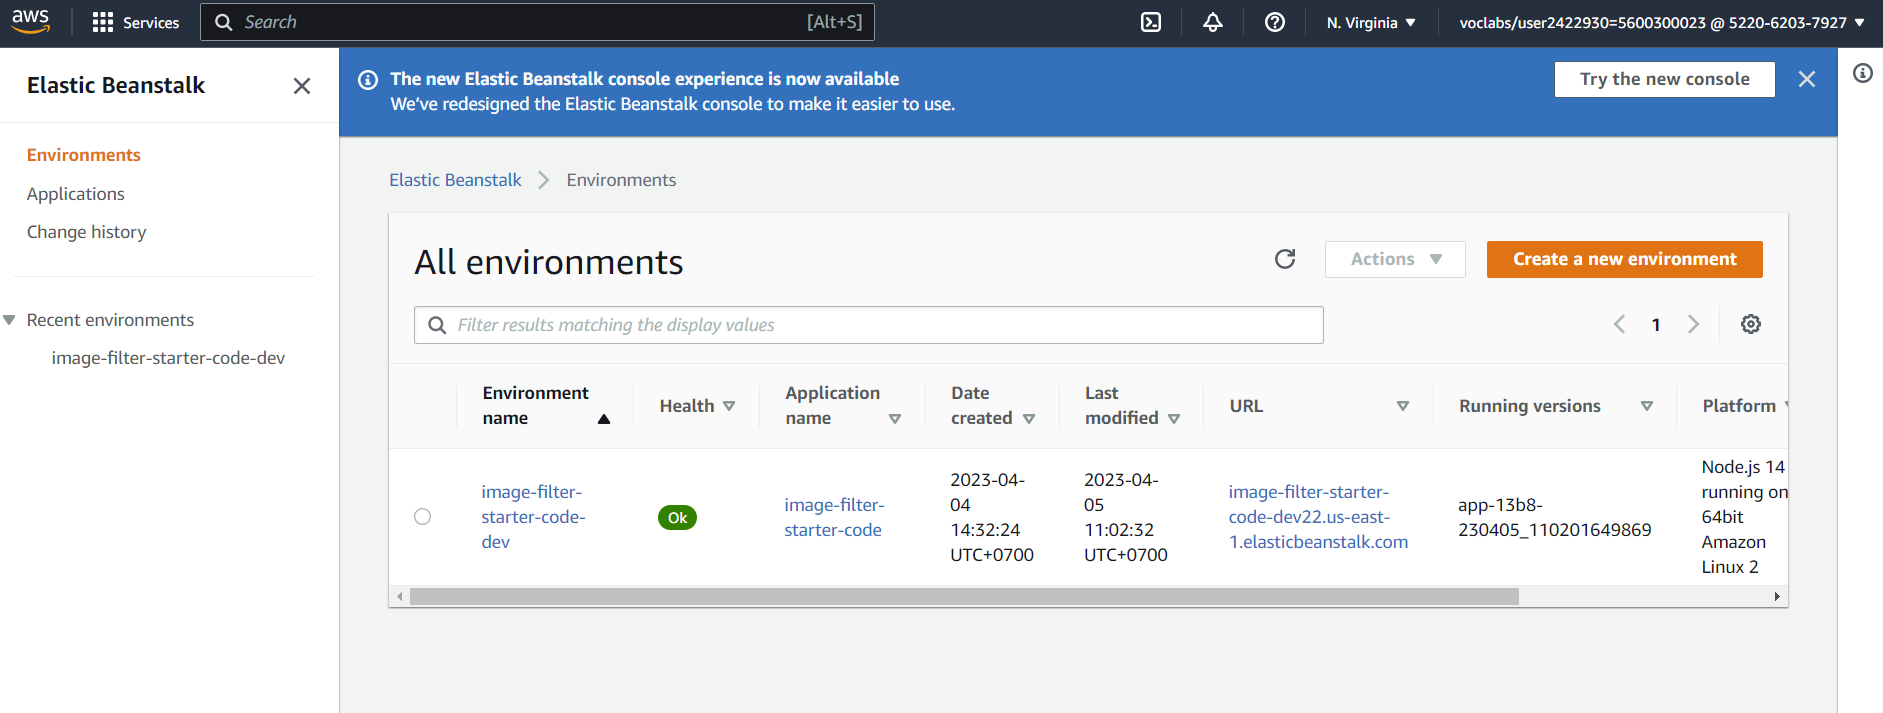 aws
Services
Search
[Alt+S]
N. Virginia
voclabs/user2422930=5600300023 @ 5220-6203-7927
Elastic Beanstalk
Environments
Applications
Change history
Recent environments
image-filter-starter-code-dev
The new Elastic Beanstalk console experience is now available
We've redesigned the Elastic Beanstalk console to make it easier to use.
Try the new console
Elastic Beanstalk
Environments
All environments
Actions
Create a new environment
Filter results matching the display values
1
Environment
name
Health
Application
name
Date
created
Last
modified
URL
Running versions
Platform
image-filter-
starter-code-
dev
Ok
image-filter-
starter-code
2023-04-
04
14:32:24
UTC+0700
2023-04-
05
11:02:32
UTC+0700
image-filter-starter-
code-dev22.us-east-
1.elasticbeanstalk.com
app-13b8-
230405_110201649869
Node.js 14
running on
64bit
Amazon
Linux 2